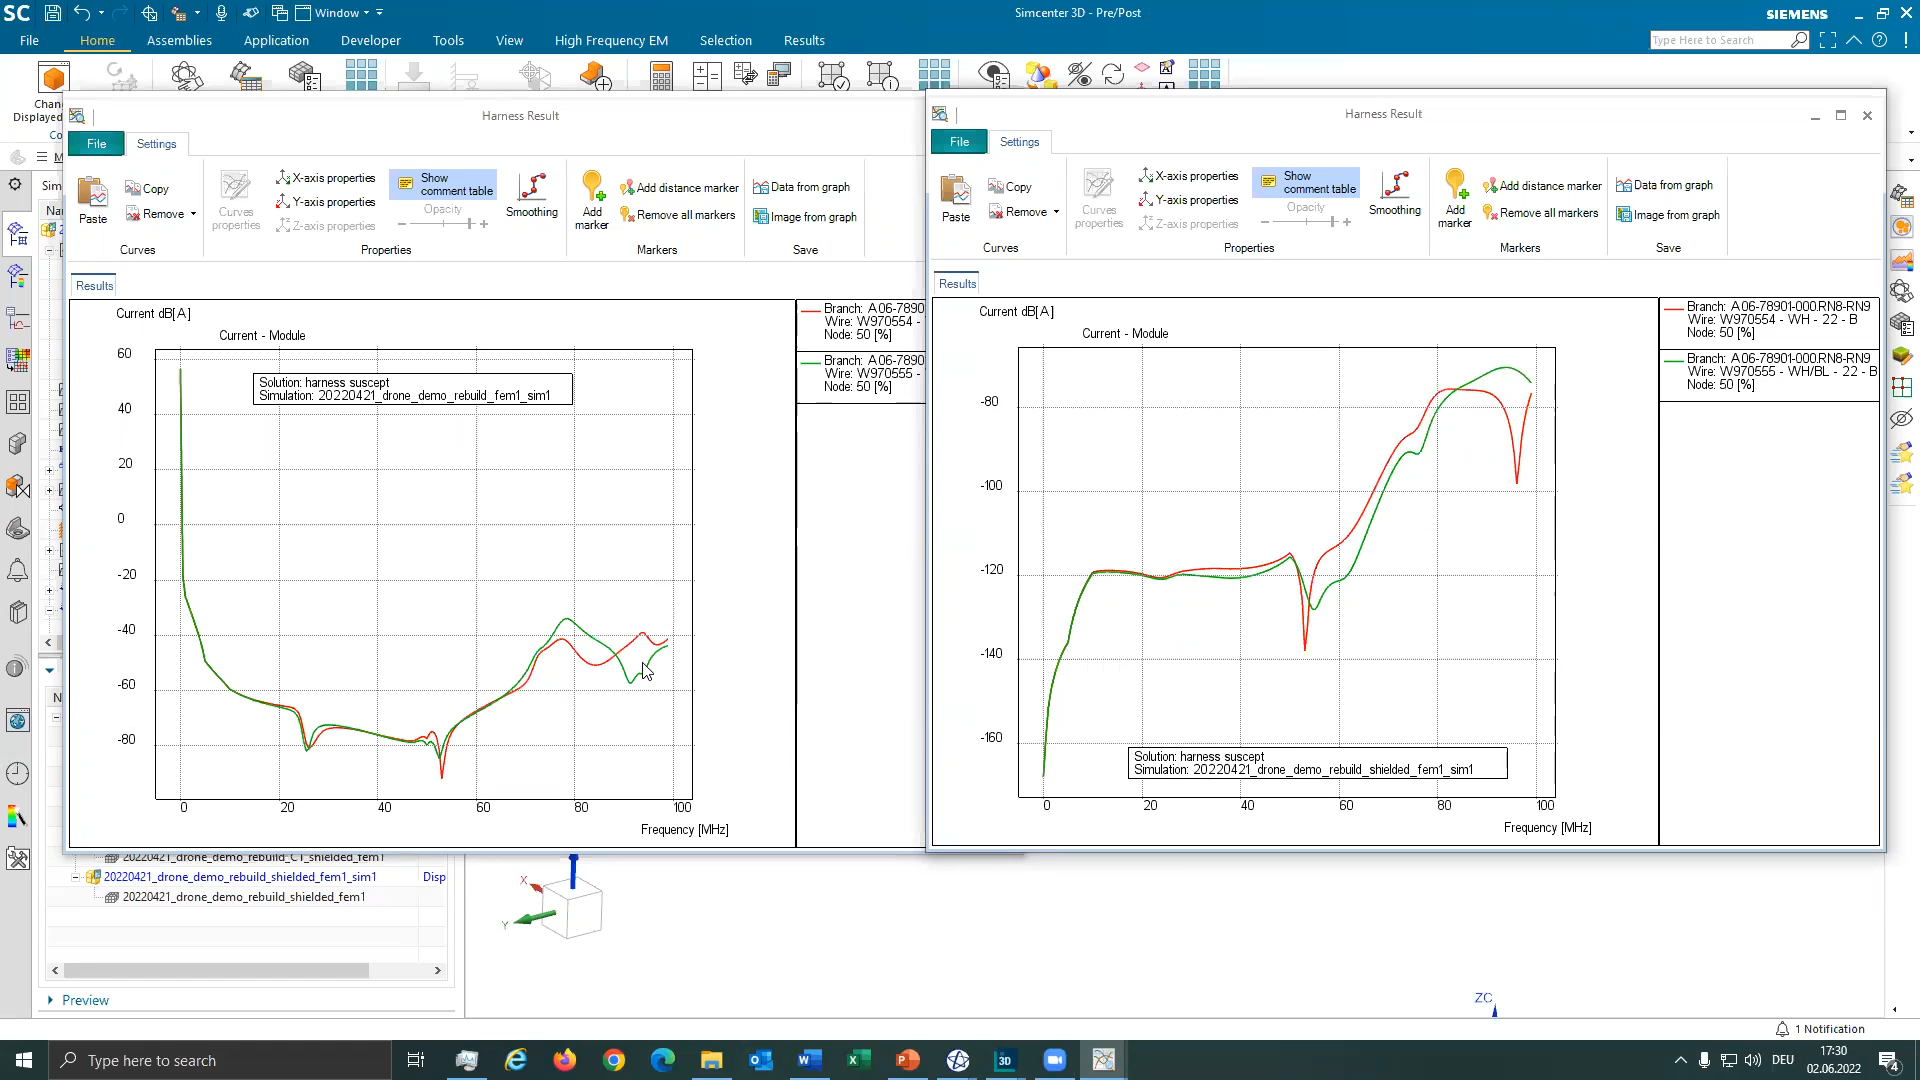 SC
Window
Simcenter 3D - Pre/Post
SIEMENS
File
Home
Assemblies
Application
Developer
Tools
View
High Frequency EM
Selection
Results
Type Here to Search
Displayed
Harness Result
File
Settings
Paste
Copy
Remove
Curves
Curves
properties
X-axis properties
Y-axis properties
Z-axis properties
Show
comment table
Opacity
Smoothing
Properties
Add
marker
Add distance marker
Remove all markers
Markers
Data from graph
Image from graph
Save
Results
Current dB[A]
Current - Module
Solution: harness suscept
Simulation: 20220421_drone_demo_rebuild_fem1_sim1
60
40
20
0
-20
-40
-60
-80
0
20
40
60
80
100
Frequency [MHz]
Branch: A06-7890
Wire: W970554 -
Node: 50 [%]
Branch: A06-7890
Wire: W970555 -
Node: 50 [%]
Harness Result
File
Settings
Paste
Copy
Remove
Curves
Curves
properties
X-axis properties
Y-axis properties
Z-axis properties
Show
comment table
Opacity
Smoothing
Properties
Add
marker
Add distance marker
Remove all markers
Markers
Data from graph
Image from graph
Save
Results
Current dB[A]
Current - Module
-80
-100
-120
-140
-160
Solution: harness suscept
Simulation: 20220421_drone_demo_rebuild_shielded_fem1_sim1
0
20
40
60
80
100
Frequency [MHz]
Branch: A06-78901-000.RN8-RN9
Wire: W970554 - WH - 22 - B
Node: 50 [%]
Branch: A06-78901-000.RN8-RN9
Wire: W970555 - WH/BL - 22 - B
Node: 50 [%]
20220421_drone_demo_rebuild_CT_shielded_fem1
20220421_drone_demo_rebuild_shielded_fem1_sim1
Disp
20220421_drone_demo_rebuild_shielded_fem1
Preview
X
Y
ZC
1 Notification
Type here to search
DEU
17:30
02.06.2022
4